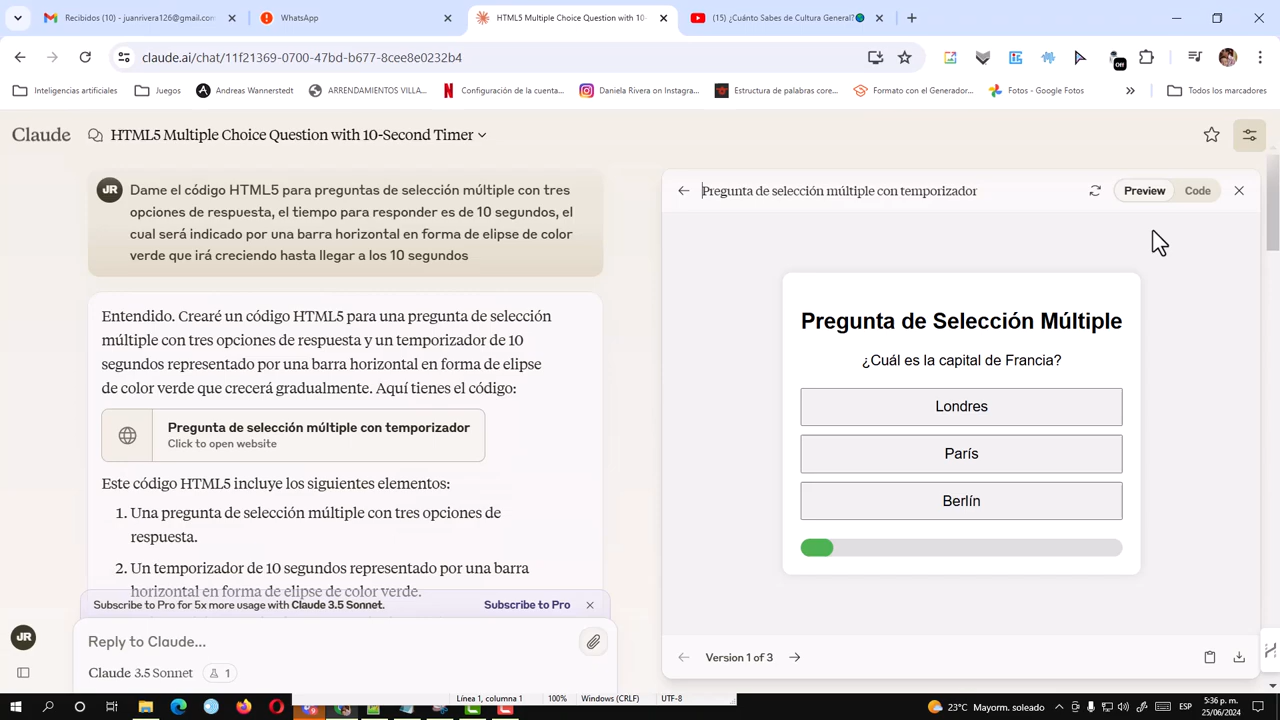 Recibidos (10) - juanrivera126@gmail.com
WhatsApp
HTML5 Multiple Choice Question with 10-
(15) ¿Cuánto Sabes de Cultura General?
claude.ai/chat/11f21369-0700-47bd-b677-8cee8e0232b4
Off
Inteligencias artificiales
Juegos
Andreas Wannerstedt
ARRENDAMIENTOS VILLA...
Configuración de la cuenta...
Daniela Rivera on Instagra...
Estructura de palabras core...
Formato con el Generador...
Fotos - Google Fotos
Todos los marcadores
Claude
HTML5 Multiple Choice Question with 10-Second Timer
JR
Dame el código HTML5 para preguntas de selección múltiple con tres
opciones de respuesta, el tiempo para responder es de 10 segundos, el
cual será indicado por una barra horizontal en forma de elipse de color
verde que irá creciendo hasta llegar a los 10 segundos
Entendido. Crearé un código HTML5 para una pregunta de selección
múltiple con tres opciones de respuesta y un temporizador de 10
segundos representado por una barra horizontal en forma de elipse
de color verde que crecerá gradualmente. Aquí tienes el código:
Pregunta de selección múltiple con temporizador
Click to open website
Este código HTML5 incluye los siguientes elementos:
1. Una pregunta de selección múltiple con tres opciones de
respuesta.
2. Un temporizador de 10 segundos representado por una barra
horizontal en forma de elipse de color verde.
Subscribe to Pro for 5x more usage with Claude 3.5 Sonnet.
Subscribe to Pro
JR
Reply to Claude...
Claude 3.5 Sonnet
1
Pregunta de selección múltiple con temporizador
Preview
Code
Pregunta de Selección Múltiple
¿Cuál es la capital de Francia?
Londres
París
Berlín
Version 1 of 3
Línea 1, columna 1
100%
Windows (CRLF)
UTF-8
23°C Mayorm. soleado
ESP
5:36 p. m.
25/06/2024